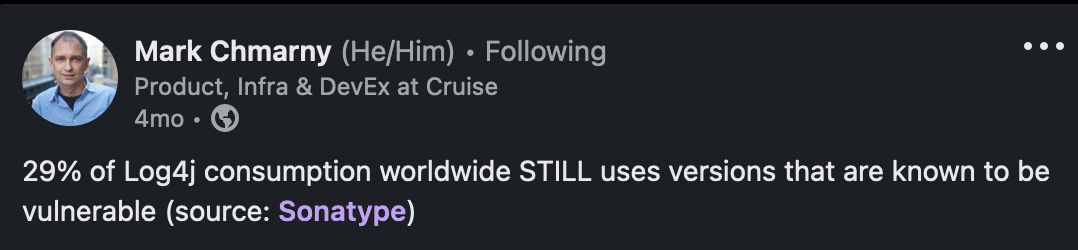 Mark Chmarny (He/Him) • Following
Product, Infra & DevEx at Cruise
4mo •
29% of Log4j consumption worldwide STILL uses versions that are known to be
vulnerable (source: Sonatype)